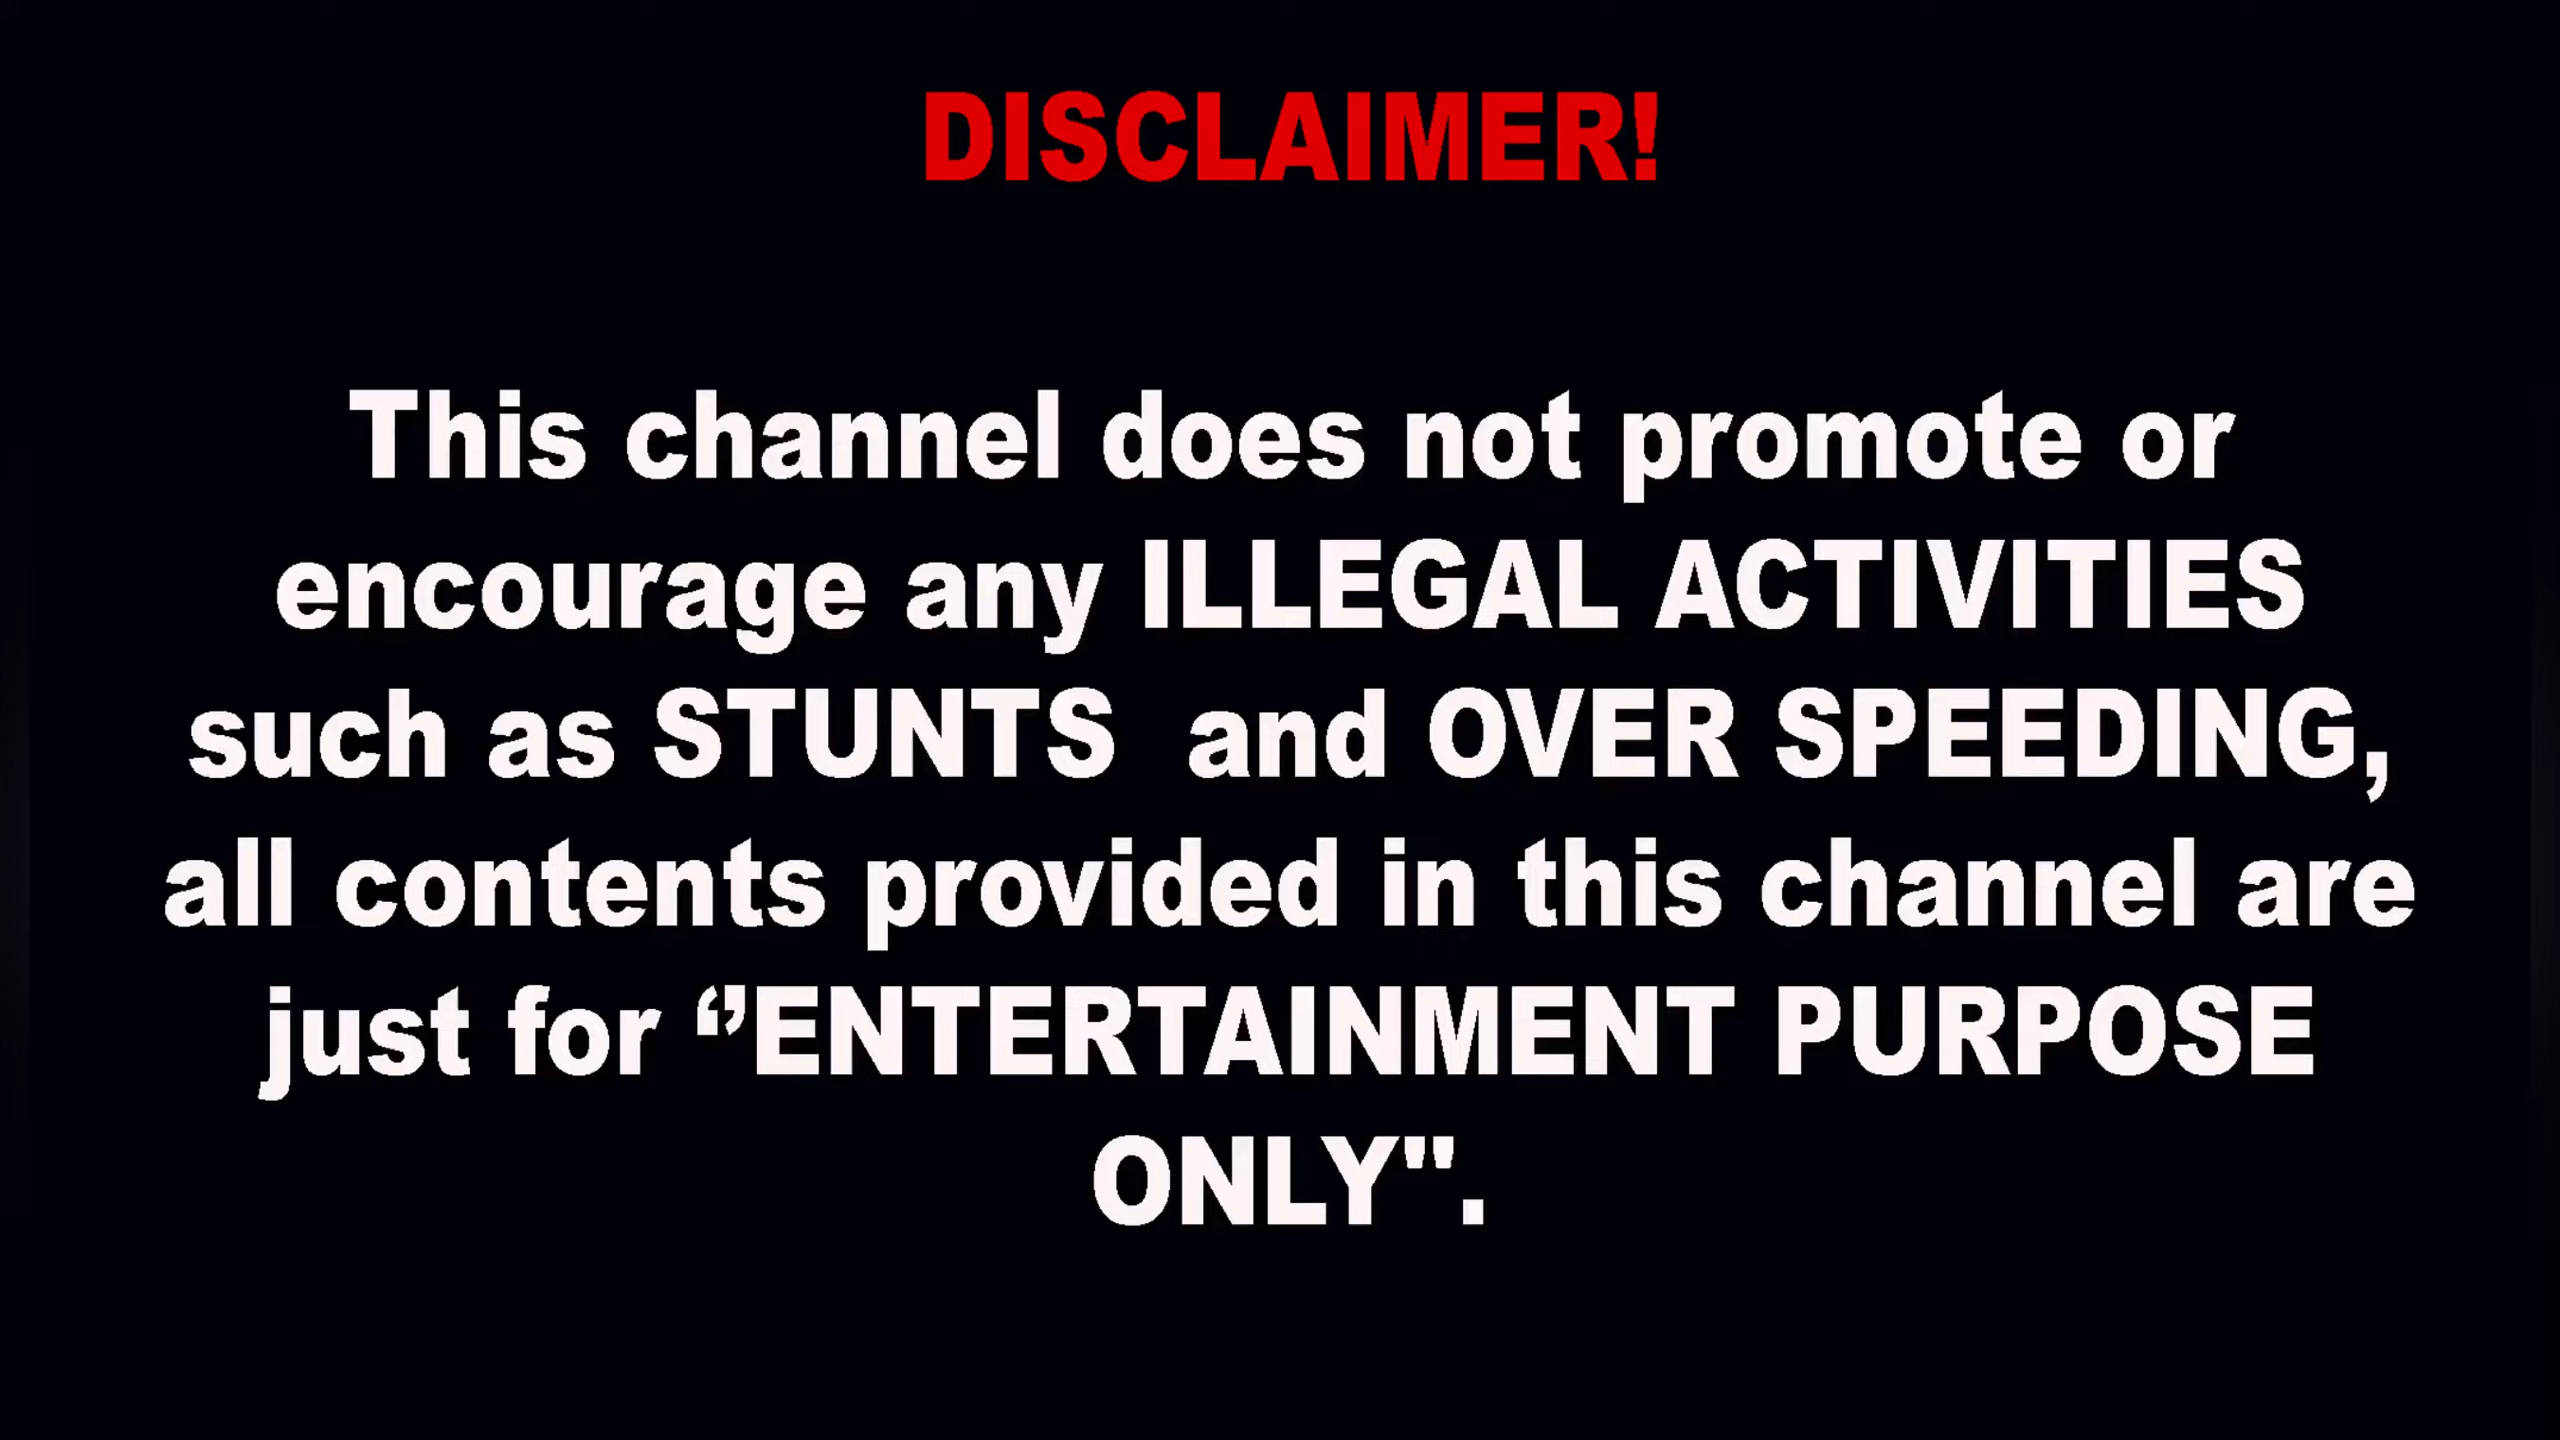 DISCLAIMER!
This channel does not promote or
encourage any ILLEGAL ACTIVITIES
such as STUNTS  and OVER SPEEDING,
all contents provided in this channel are
just for ‘’ENTERTAINMENT PURPOSE
ONLY".